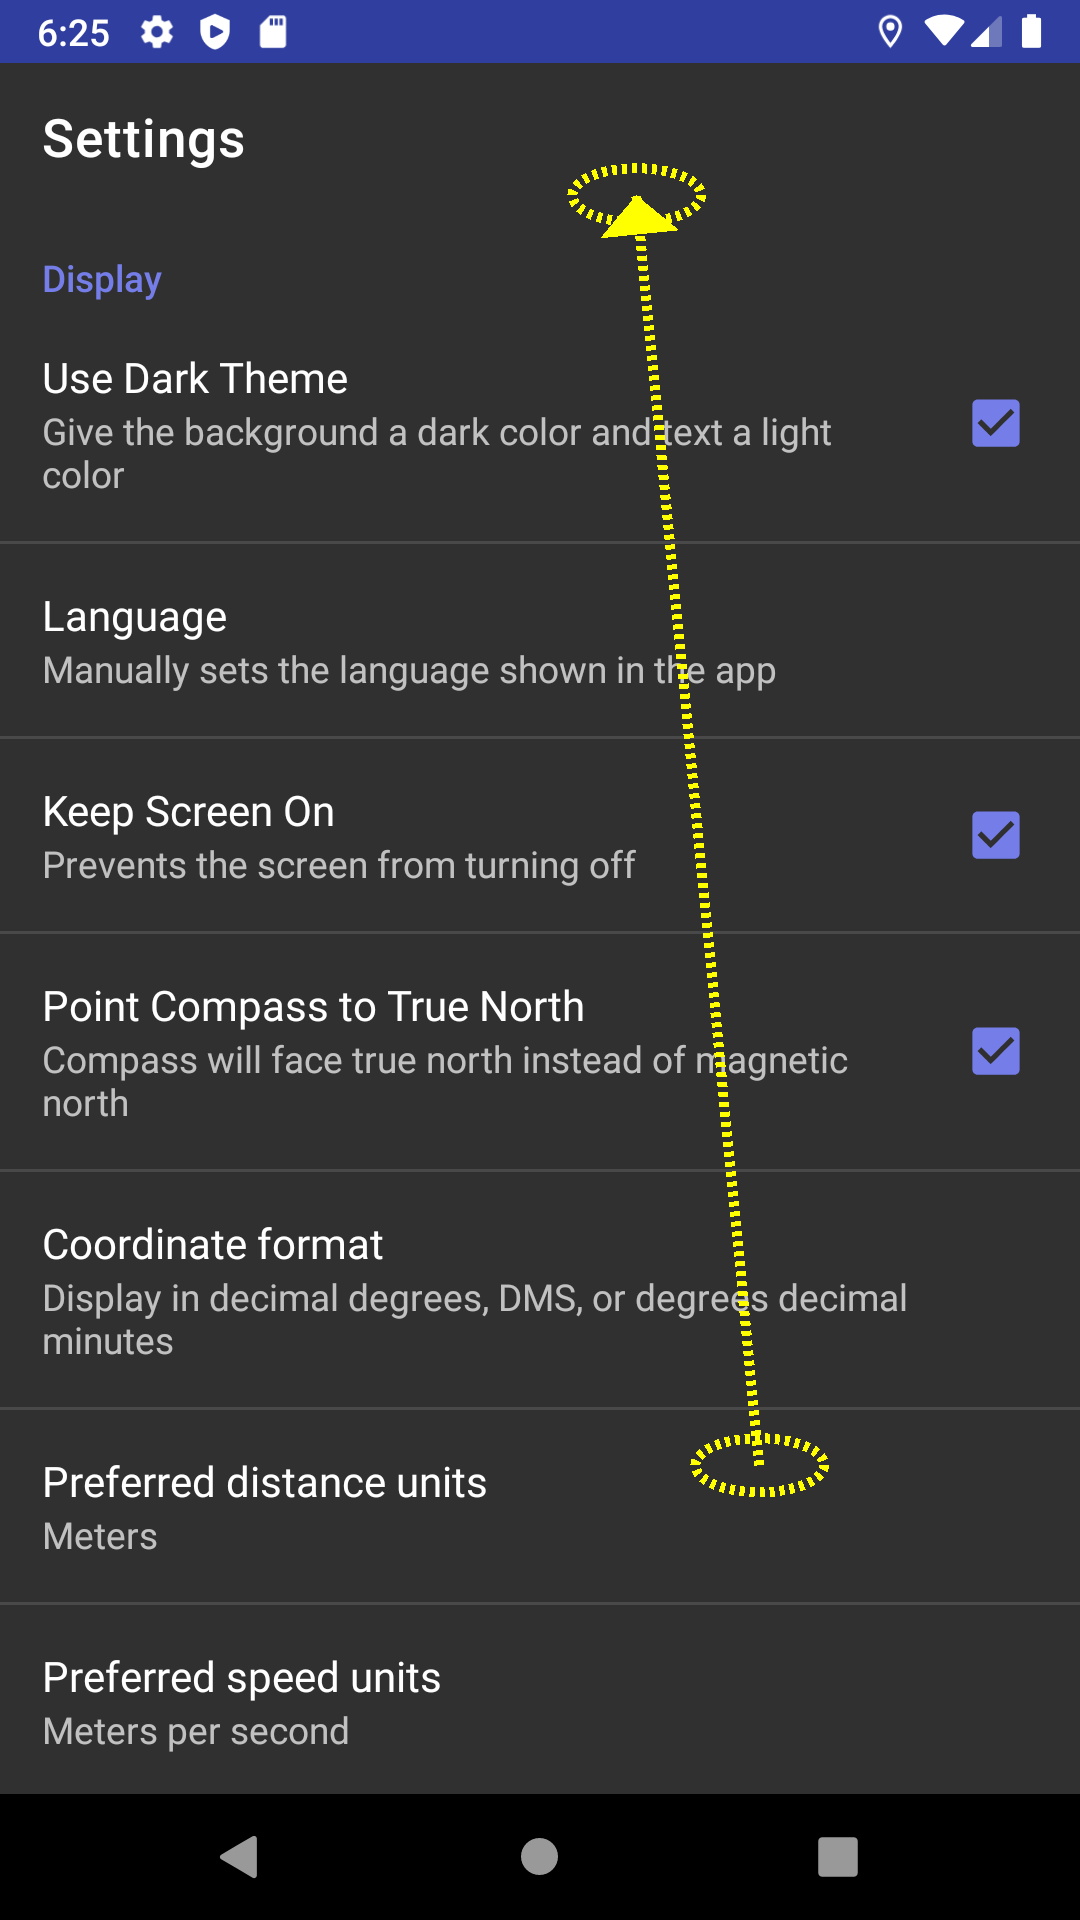 6:25
Settings
Display
Use Dark Theme
Give the background a dark color and text a light
color
Language
Manually sets the language shown in the app
Keep Screen On
Prevents the screen from turning off
Point Compass to True North
Compass will face true north instead of magnetic
north
Coordinate format
Display in decimal degrees, DMS, or degrees decimal
minutes
Preferred distance units
Meters
Preferred speed units
Meters per second